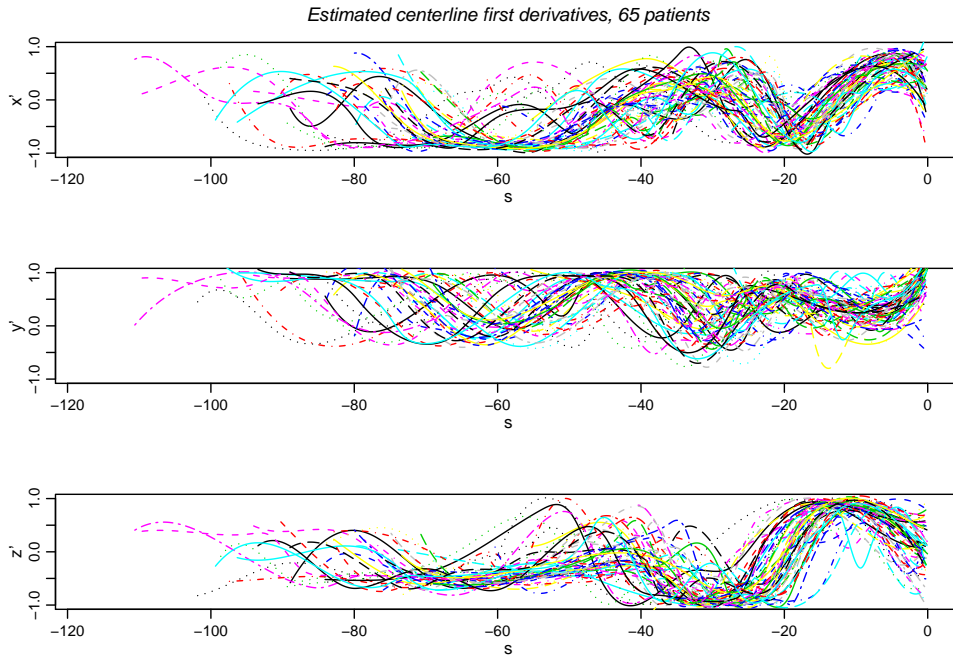 Estimated centerline first derivatives, 65 patients
1.0
0.0
−1.0
x'
−120 −100 −80 −60 −40 −20 0
s
1.0
0.0
−1.0
y'
−120 −100 −80 −60 −40 −20 0
s
1.0
0.0
−1.0
z'
−120 −100 −80 −60 −40 −20 0
s